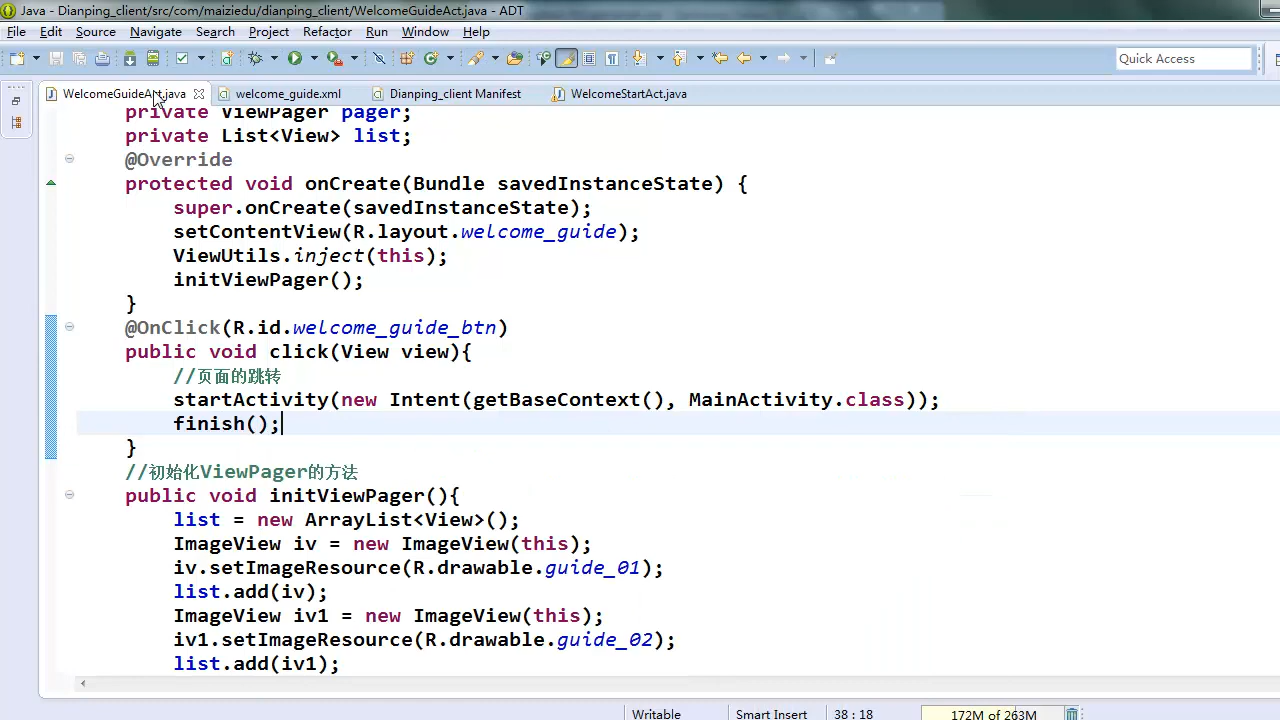 Java - Dianping_client/src/com/maiziedu/dianping_client/WelcomeGuideAct.java - ADT
File Edit Source Navigate Search Project Refactor Run Window Help
Quick Access
WelcomeGuideAct.java welcome_guide.xml Dianping_client Manifest WelcomeStartAct.java
private ViewPager pager;
private List<View> list;
@Override
protected void onCreate(Bundle savedInstanceState) {
super.onCreate(savedInstanceState);
setContentView(R.layout.welcome_guide);
ViewUtils.inject(this);
initViewPager();
}
@OnClick(R.id.welcome_guide_btn)
public void click(View view){
//页面的跳转
startActivity(new Intent(getBaseContext(), MainActivity.class));
finish();
}
//初始化ViewPager的方法
public void initViewPager(){
list = new ArrayList<View>();
ImageView iv = new ImageView(this);
iv.setImageResource(R.drawable.guide_01);
list.add(iv);
ImageView iv1 = new ImageView(this);
iv1.setImageResource(R.drawable.guide_02);
list.add(iv1);
Writable Smart Insert 38 : 18 172M of 263M